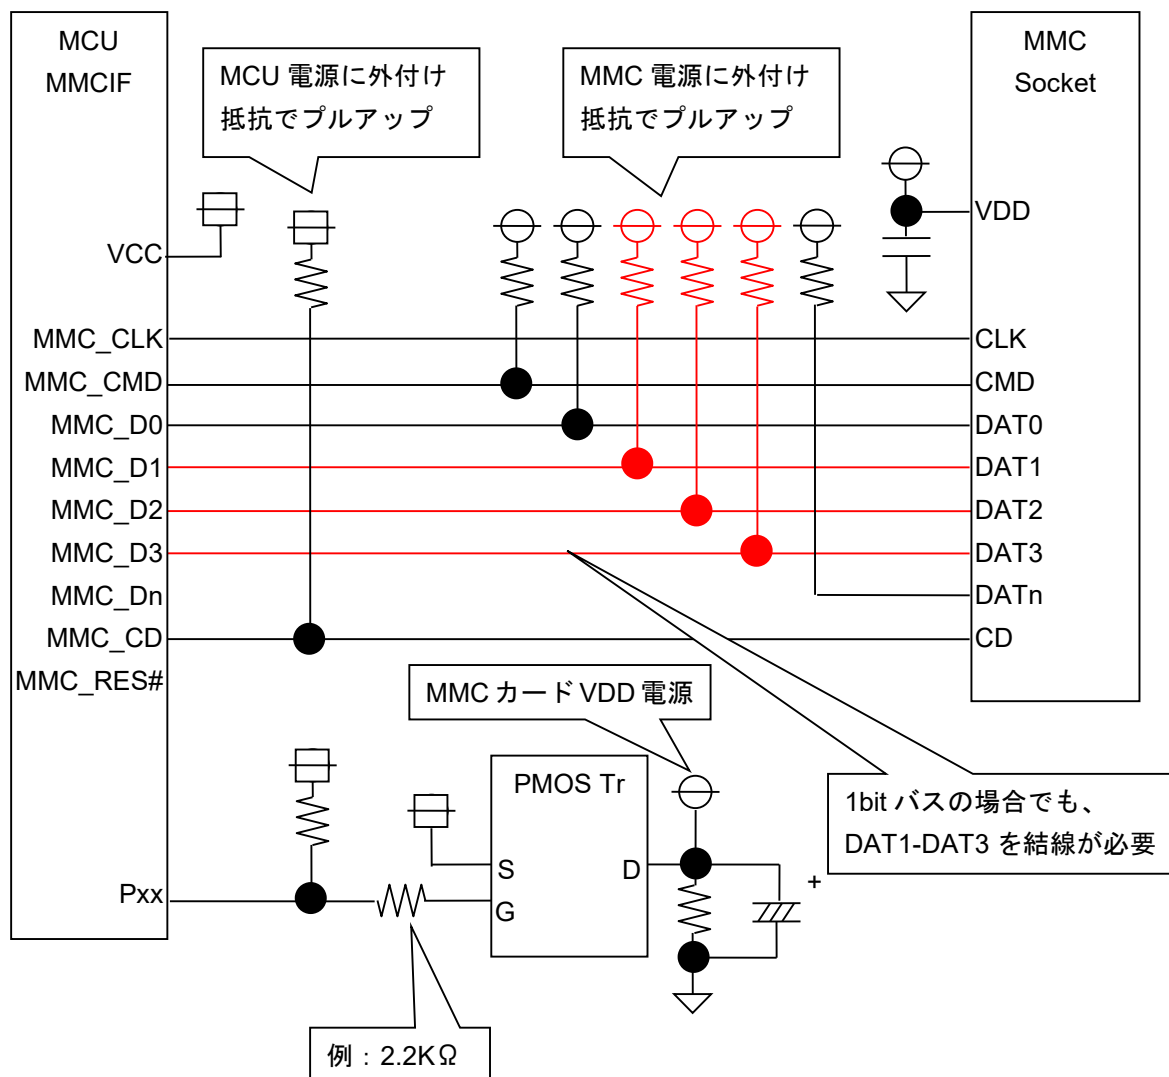 MCU
MMCIF
MCU 電源に外付け
抵抗でプルアップ
MMC 電源に外付け
抵抗でプルアップ
MMC
Socket
VCC
MMC_CLK
MMC_CMD
MMC_D0
MMC_D1
MMC_D2
MMC_D3
MMC_Dn
MMC_CD
MMC_RES#
Pxx
VDD
CLK
CMD
DAT0
DAT1
DAT2
DAT3
DATn
CD
MMC カード VDD 電源
PMOS Tr
S
G
D
+
1bit バスの場合でも、
DAT1-DAT3 を結線が必要
例：2.2KΩ